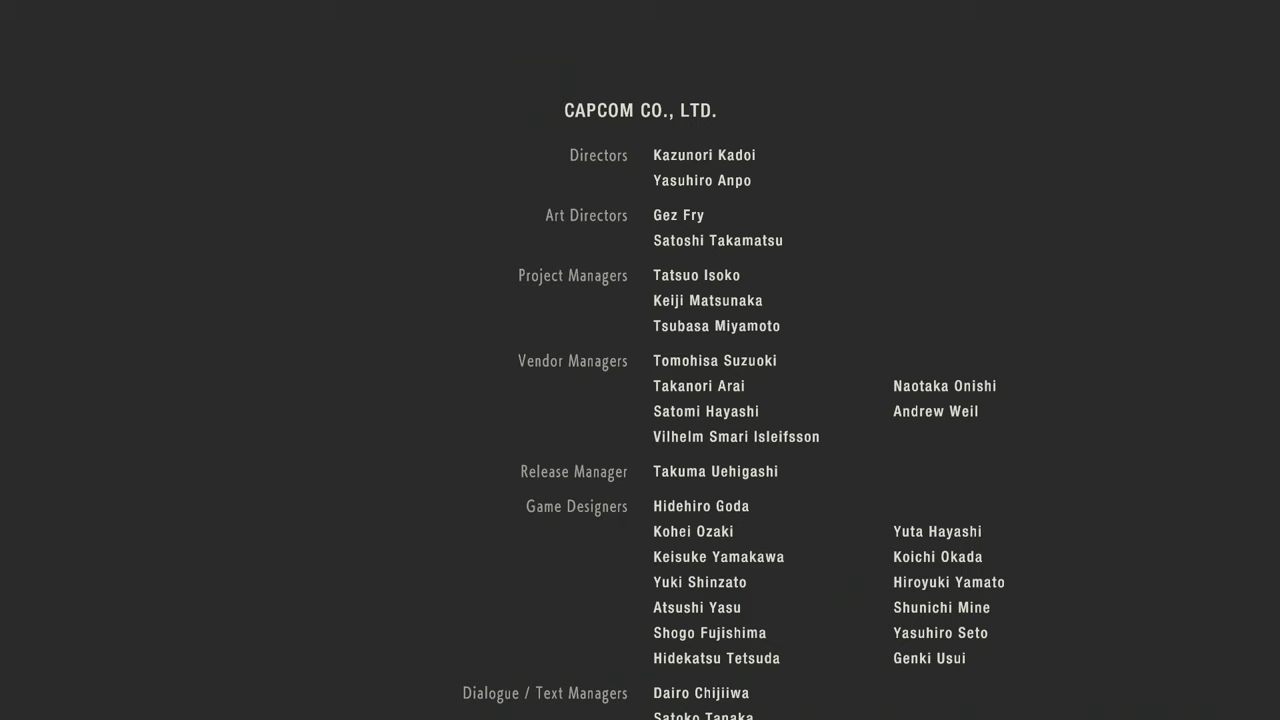 CAPCOM CO., LTD.
Directors Kazunori Kadoi
Yasuhiro Anpo
Art Directors Gez Fry
Satoshi Takamatsu
Project Managers Tatsuo Isoko
Keiji Matsunaka
Tsubasa Miyamoto
Vendor Managers Tomohisa Suzuoki
Takanori Arai Naotaka Onishi
Satomi Hayashi Andrew Weil
Vilhelm Smari Isleifsson
Release Manager Takuma Uehigashi
Game Designers Hidehiro Goda
Kohei Ozaki Yuta Hayashi
Keisuke Yamakawa Koichi Okada
Yuki Shinzato Hiroyuki Yamato
Atsushi Yasu Shunichi Mine
Shogo Fujishima Yasuhiro Seto
Hidekatsu Tetsuda Genki Usui
Dialogue / Text Managers Dairo Chijiiwa
Satoko Tanaka